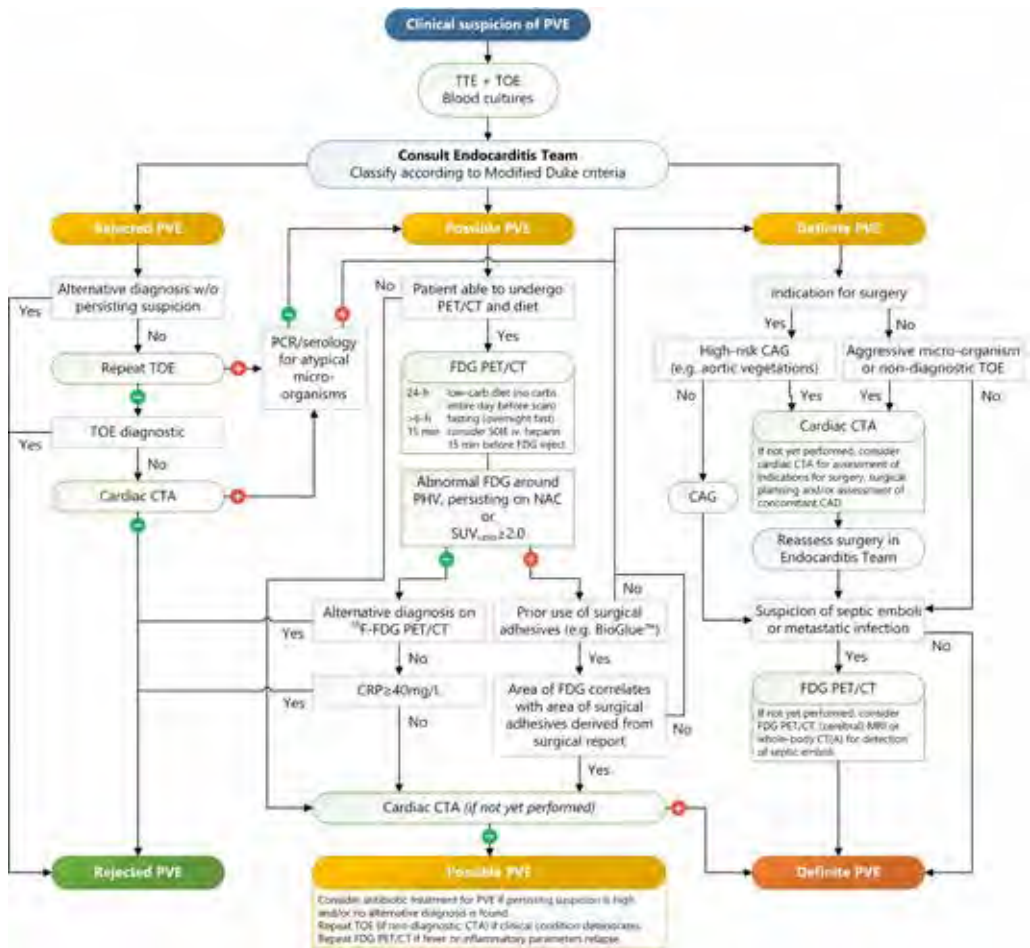 Clinical suspicion of PVE
TTE + TOE
Blood cultures
Consult Endocarditis Team
Classify according to Modified Duke criteria
Rejected PVE
Possible PVE
Definite PVE
Alternative diagnosis w/o
persisting suspicion
Yes
No
Repeat TOE
TOE diagnostic
Yes
No
Cardiac CTA
PCR/serology
for atypical
micro-
organisms
No
Patient able to undergo
PET/CT and diet
Yes
FDG PET/CT
24-h low-carb diet (no carbs
entire day before scan)
>6-h fasting (overnight fast)
15 min consider 50IE iv. heparin
15 min before FDG inject
Abnormal FDG around
PHV, persisting on NAC
or
SUVratio≥2.0
Alternative diagnosis on
18F-FDG PET/CT
Yes
No
CRP≥40mg/L
Yes
No
Prior use of surgical
adhesives (e.g. BioGlue™)
No
Yes
Area of FDG correlates
with area of surgical
adhesives derived from
surgical report
No
Yes
Indication for surgery
Yes
No
High-risk CAG
(e.g. aortic vegetations)
Aggressive micro-organism
or non-diagnostic TOE
No
Yes
Yes
No
Cardiac CTA
If not yet performed, consider
cardiac CTA for assessment of
indications for surgery, surgical
planning and/or assessment of
concomitant CAD
CAG
Reassess surgery in
Endocarditis Team
Suspicion of septic emboli
or metastatic infection
Yes
No
FDG PET/CT
If not yet performed, consider
FDG PET/CT, (cerebral) MRI or
whole-body CT(A) for detection
of septic emboli
Cardiac CTA (if not yet performed)
Rejected PVE
Possible PVE
Definite PVE
Consider antibiotic treatment for PVE if persisting suspicion is high
and/or no alternative diagnosis is found
Repeat TOE (if non-diagnostic, CTA) if clinical condition deteriorates
Repeat FDG PET/CT if fever or inflammatory parameters relapse